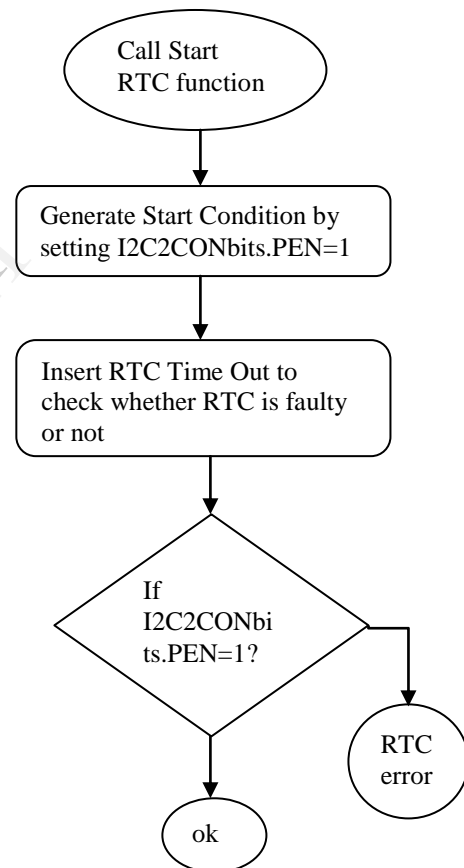 Call Start
RTC function
Generate Start Condition by
setting I2C2CONbits.PEN=1
Insert RTC Time Out to
check whether RTC is faulty
or not
If
I2C2CONbi
ts.PEN=1?
RTC
error
ok